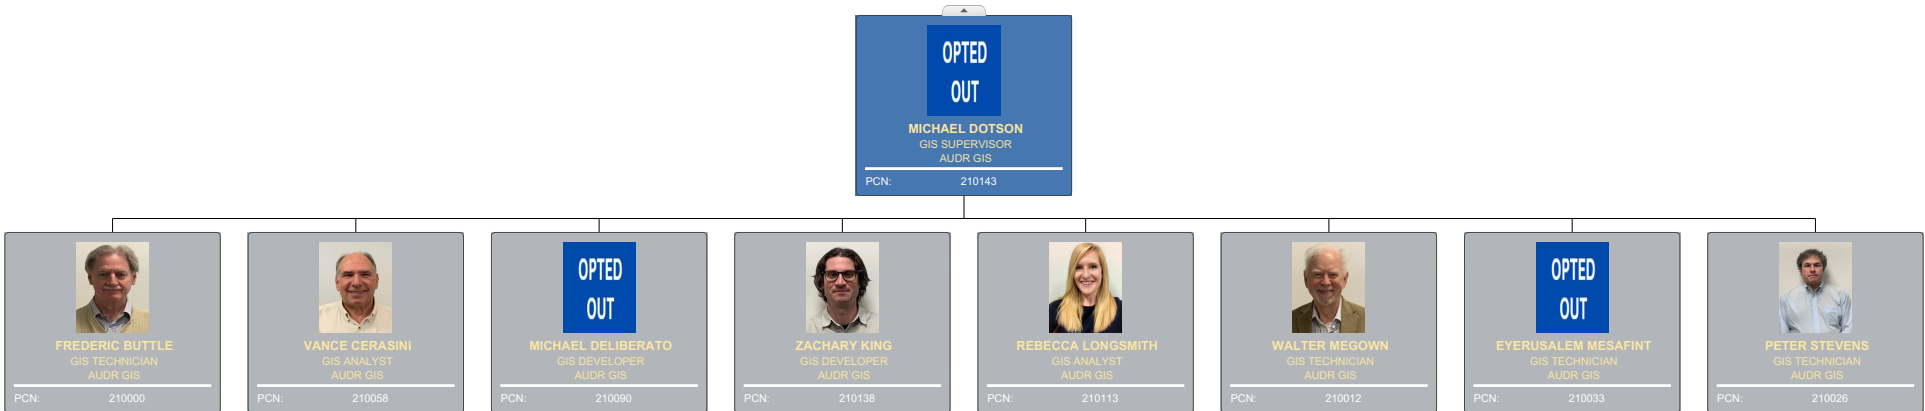 OPTED
OUT
MICHAEL DOTSON
GIS SUPERVISOR
AUDR GIS
PCN: 210143
FREDERIC BUTTLE
GIS TECHNICIAN
AUDR GIS
PCN: 210000
VANCE CERASINI
GIS ANALYST
AUDR GIS
PCN: 210058
OPTED
OUT
MICHAEL DELIBERATO
GIS DEVELOPER
AUDR GIS
PCN: 210090
ZACHARY KING
GIS DEVELOPER
AUDR GIS
PCN: 210138
REBECCA LONGSMITH
GIS ANALYST
AUDR GIS
PCN: 210113
WALTER MEGOWN
GIS TECHNICIAN
AUDR GIS
PCN: 210012
OPTED
OUT
EYERUSALEM MESAFINT
GIS TECHNICIAN
AUDR GIS
PCN: 210033
PETER STEVENS
GIS TECHNICIAN
AUDR GIS
PCN: 210026